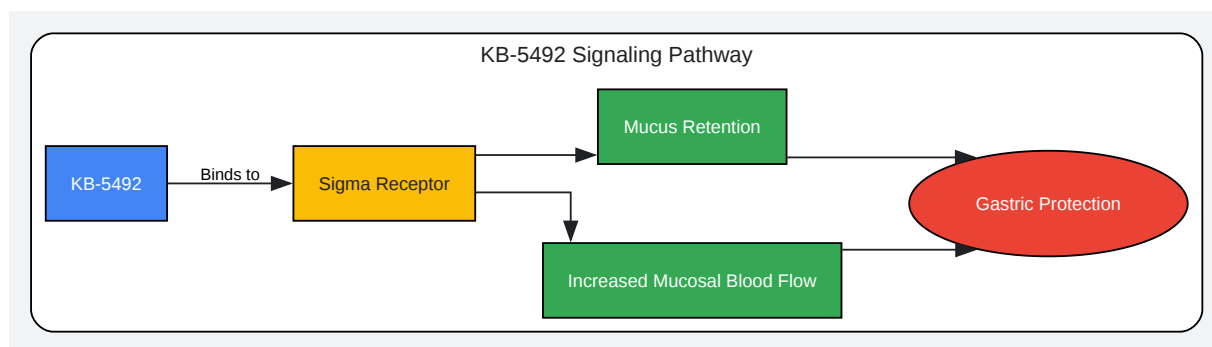 KB-5492 Signaling Pathway
KB-5492
Binds to
Sigma Receptor
Mucus Retention
Increased Mucosal Blood Flow
Gastric Protection